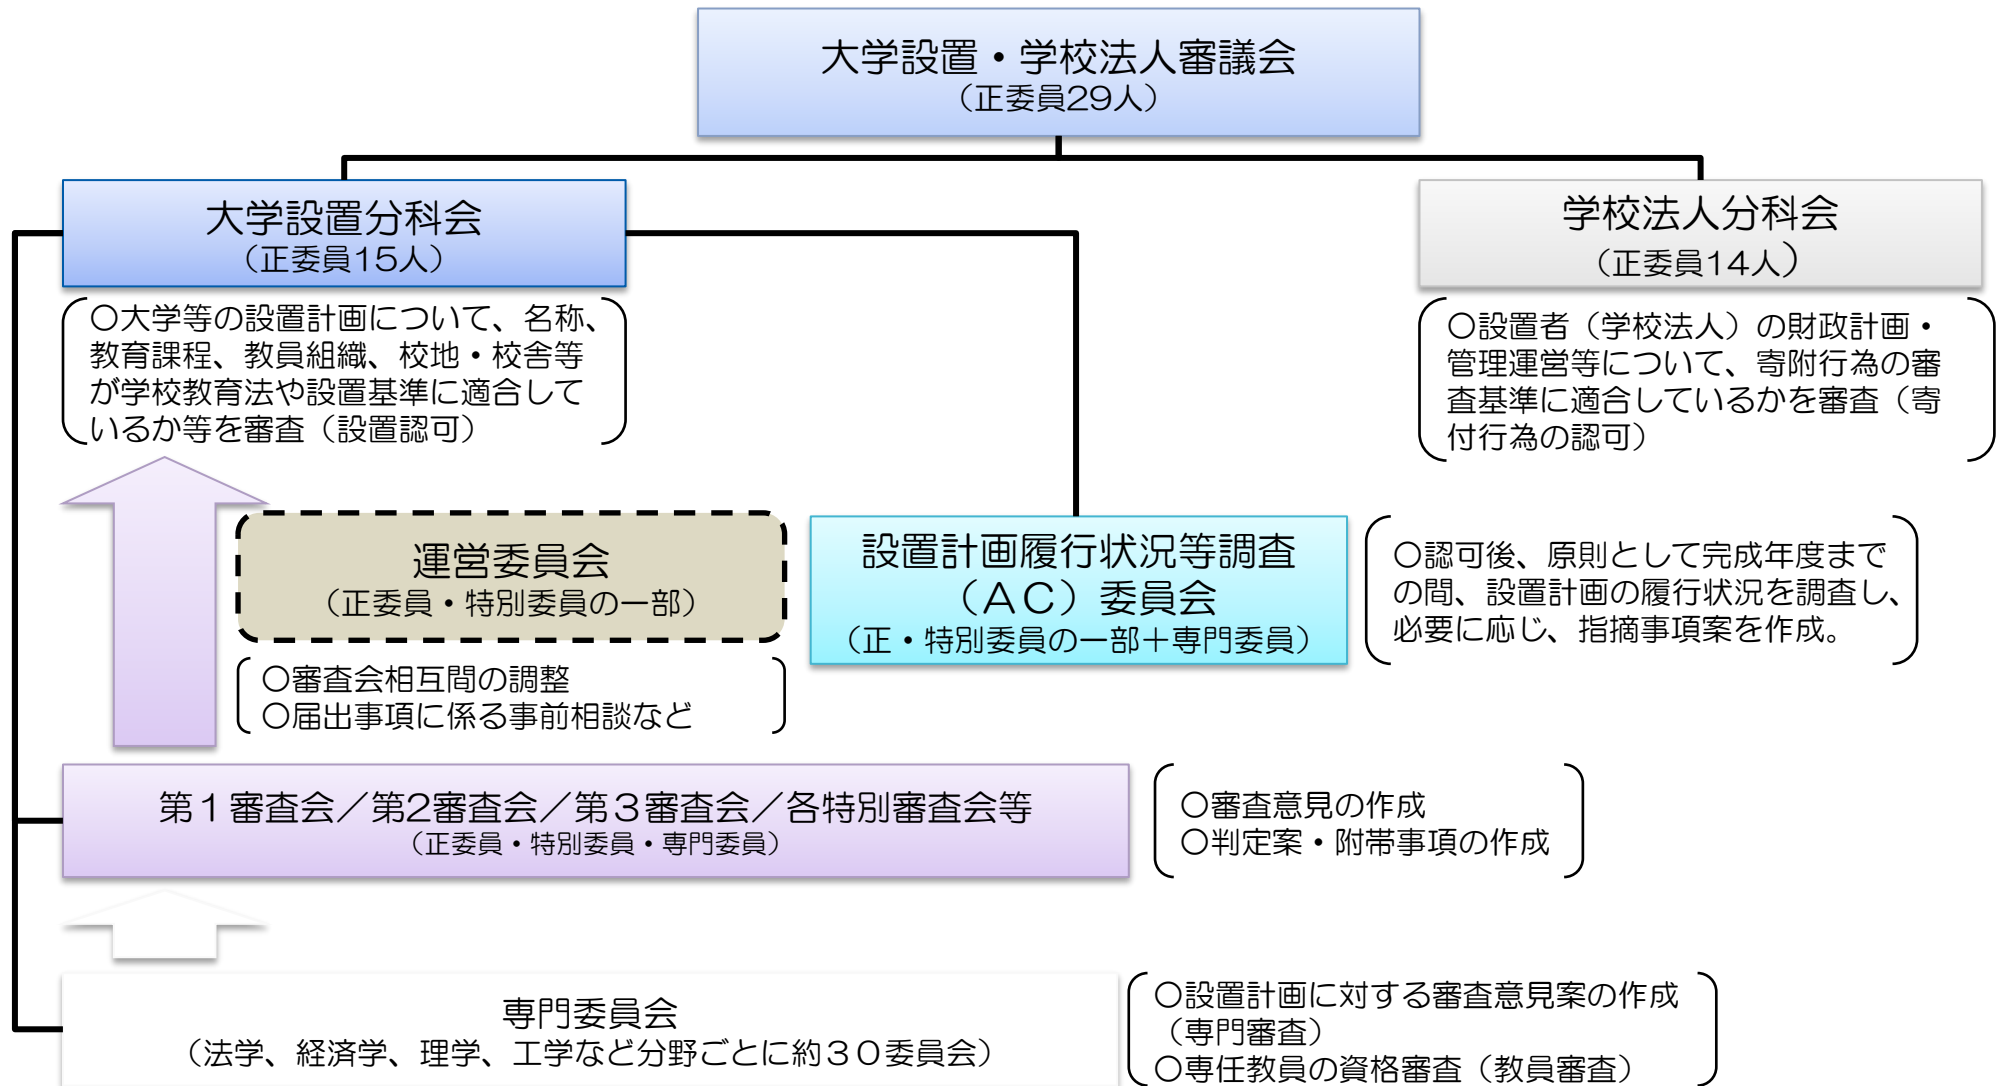 大学設置・学校法人審議会
（正委員29人）
大学設置分科会
（正委員15人）
学校法人分科会
（正委員14人）
〇大学等の設置計画について、名称、
教育課程、教員組織、校地・校舎等
が学校教育法や設置基準に適合して
いるか等を審査（設置認可）
〇設置者（学校法人）の財政計画・
管理運営等について、寄附行為の審
査基準に適合しているかを審査（寄
付行為の認可）
運営委員会
（正委員・特別委員の一部）
〇審査会相互間の調整
〇届出事項に係る事前相談など
設置計画履行状況等調査
（ＡＣ）委員会
（正・特別委員の一部＋専門委員）
〇認可後、原則として完成年度まで
の間、設置計画の履行状況を調査し、
必要に応じ、指摘事項案を作成。
第１審査会／第2審査会／第３審査会／各特別審査会等
（正委員・特別委員・専門委員）
〇審査意見の作成
〇判定案・附帯事項の作成
専門委員会
（法学、経済学、理学、工学など分野ごとに約３０委員会）
〇設置計画に対する審査意見案の作成
（専門審査）
〇専任教員の資格審査（教員審査）